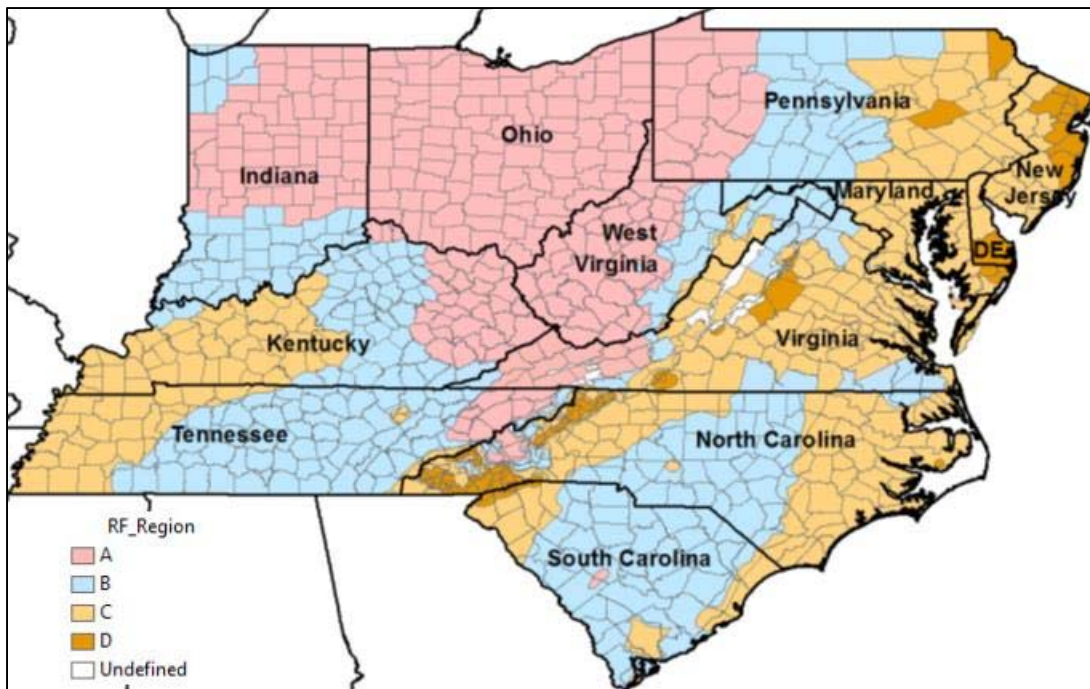 Pennsylvania
Ohio
Indiana
Maryland
New
Jersey
West
Virginia
DE
Kentucky
Virginia
Tennessee
North Carolina
South Carolina
RF_Region
A
B
C
D
Undefined